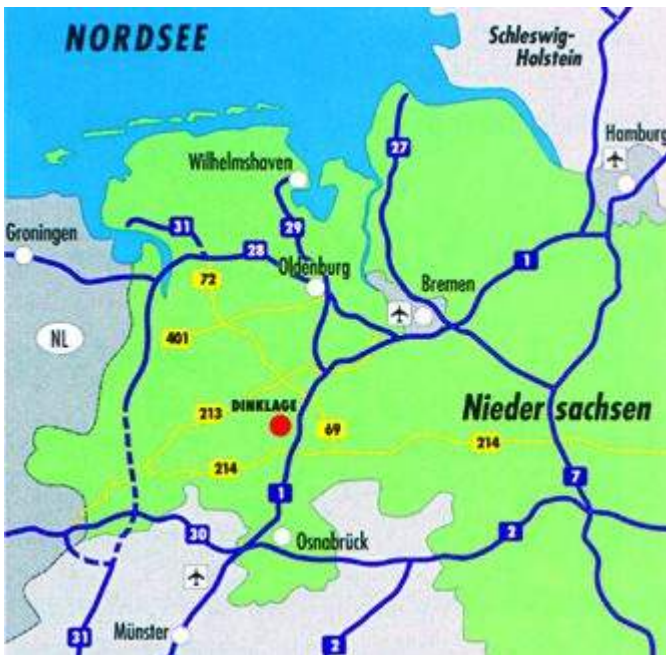 NORDSEE
Schleswig-
Holstein
Hamburg
27
Wilhelmshaven
31
29
Groningen
28
1
72
Oldenburg
Bremen
NL
401
213
DINKLAGE
Nieder sachsen
69
214
214
7
1
30
Osnabrück
2
31
Münster
2